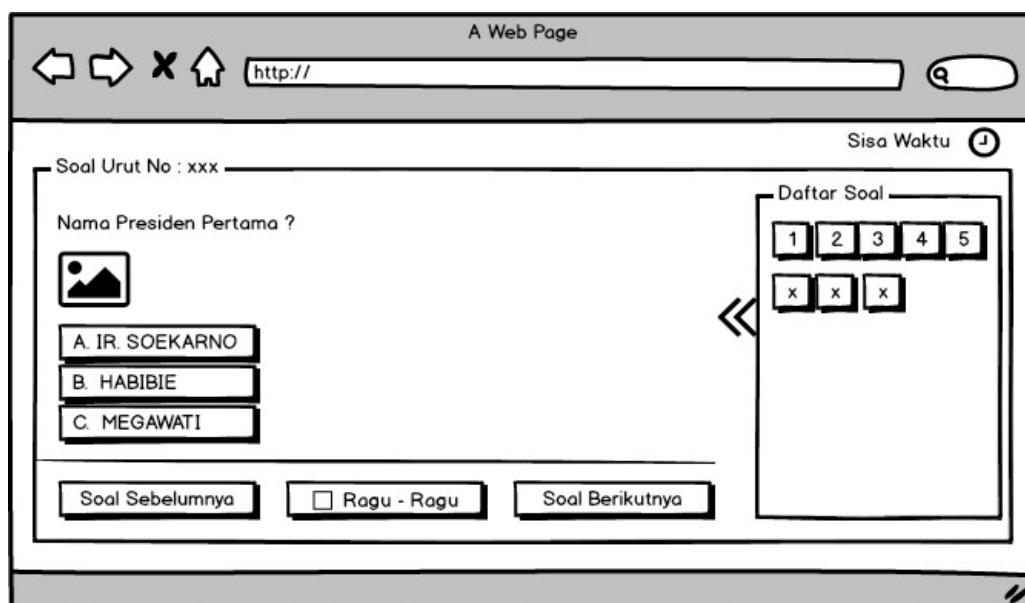 A Web Page
http://
Sisa Waktu
Soal Urut No : xxx
Nama Presiden Pertama ?
A. IR. SOEKARNO
B. HABIBIE
C. MEGAWATI
Soal Sebelumnya
Ragu - Ragu
Soal Berikutnya
Daftar Soal
1 2 3 4 5
x x x